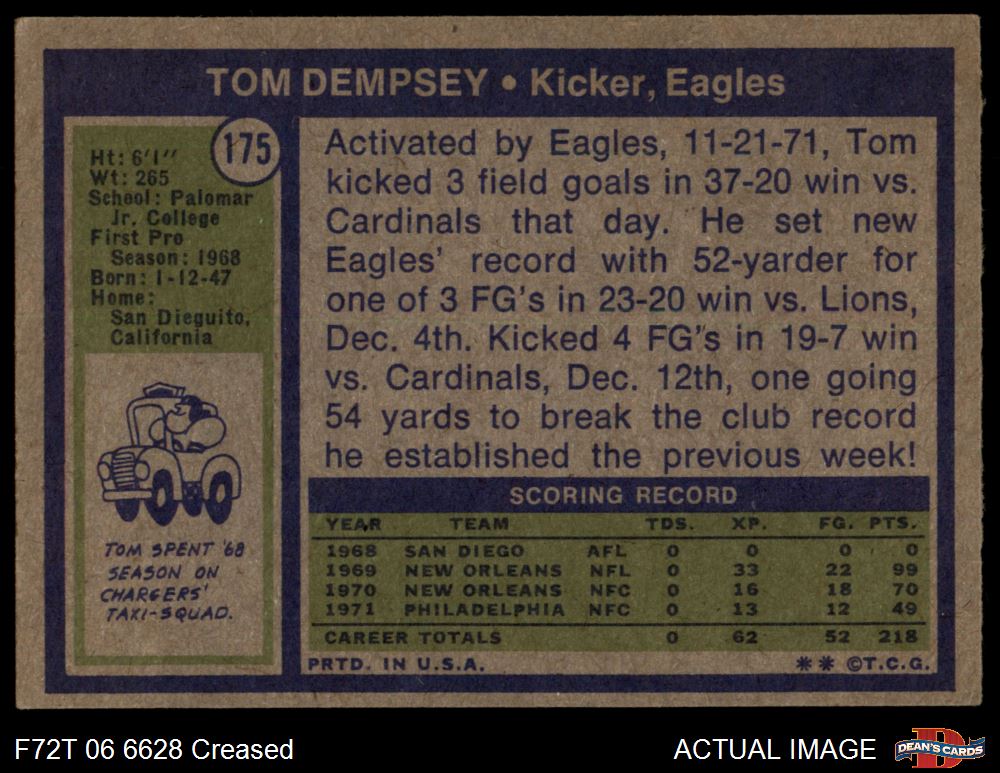 TOM DEMPSEY • Kicker, Eagles
175
Ht: 6'1"
Wt: 265
School: Palomar
Jr. College
First Pro
Season: 1968
Born: 1-12-47
Home:
San Dieguito,
California
TOM SPENT '68
SEASON ON
CHARGERS'
TAXI-SQUAD.
Activated by Eagles, 11-21-71, Tom
kicked 3 field goals in 37-20 win vs.
Cardinals that day. He set new
Eagles' record with 52-yarder for
one of 3 FG's in 23-20 win vs. Lions,
Dec. 4th. Kicked 4 FG's in 19-7 win
vs. Cardinals, Dec. 12th, one going
54 yards to break the club record
he established the previous week!
SCORING RECORD
YEAR TEAM TDS. XP. FG. PTS.
1968 SAN DIEGO AFL 0 0 0 0
1969 NEW ORLEANS NFL 0 33 22 99
1970 NEW ORLEANS NFC 0 16 18 70
1971 PHILADELPHIA NFC 0 13 12 49
CAREER TOTALS 0 62 52 218
PRTD. IN U.S.A. ** ©T.C.G.
F72T 06 6628 Creased
ACTUAL IMAGE
D
DEAN'S CARDS